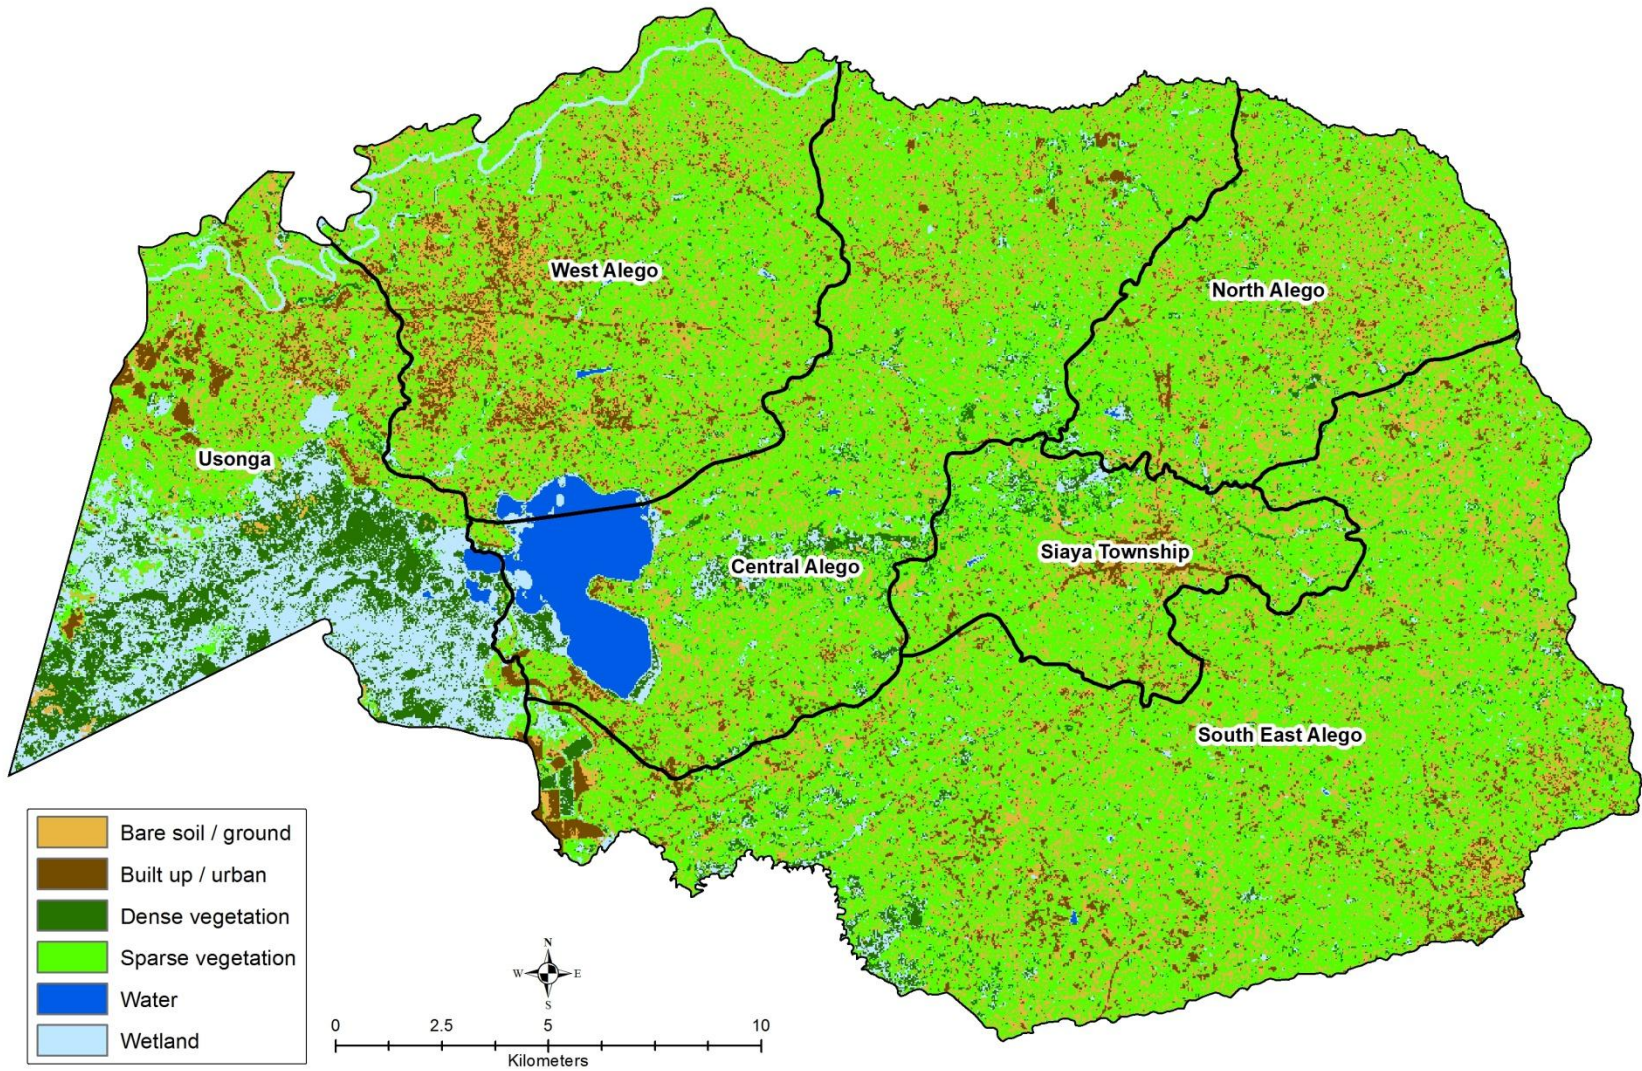 West Alego
North Alego
Usonga
Siaya Township
Central Alego
South East Alego
Bare soil / ground
Built up / urban
Dense vegetation
Sparse vegetation
Water
Wetland
N
W E
S
0 2.5 5 10
Kilometers